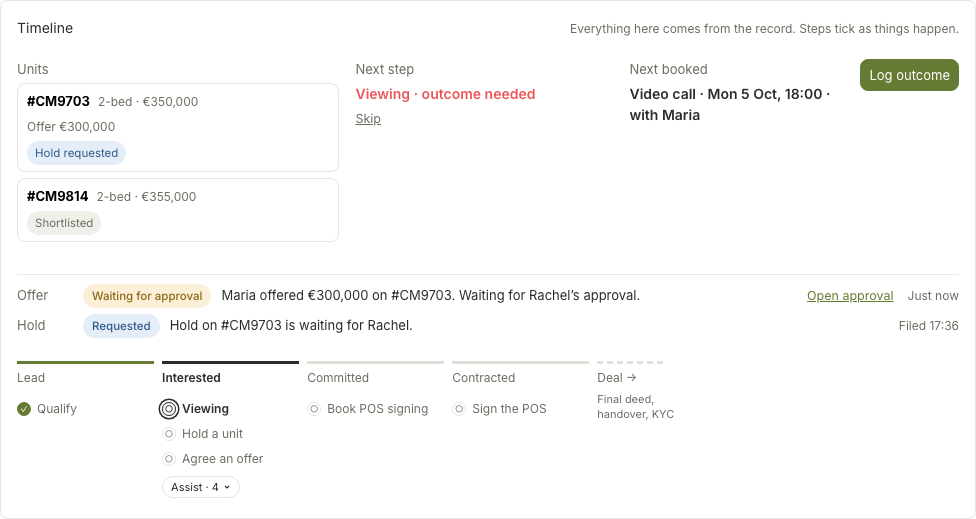 Timeline
Everything here comes from the record. Steps tick as things happen.
Units
#CM9703 2-bed · €350,000
Offer €300,000
Hold requested
#CM9814 2-bed · €355,000
Shortlisted
Next step
Viewing · outcome needed
Skip
Next booked
Video call · Mon 5 Oct, 18:00 ·
with Maria
Log outcome
Offer Waiting for approval Maria offered €300,000 on #CM9703. Waiting for Rachel’s approval. Open approval Just now
Hold Requested Hold on #CM9703 is waiting for Rachel. Filed 17:36
Lead
Qualify
Interested
Viewing
Hold a unit
Agree an offer
Assist · 4
Committed
Book POS signing
Contracted
Sign the POS
Deal →
Final deed,
handover, KYC